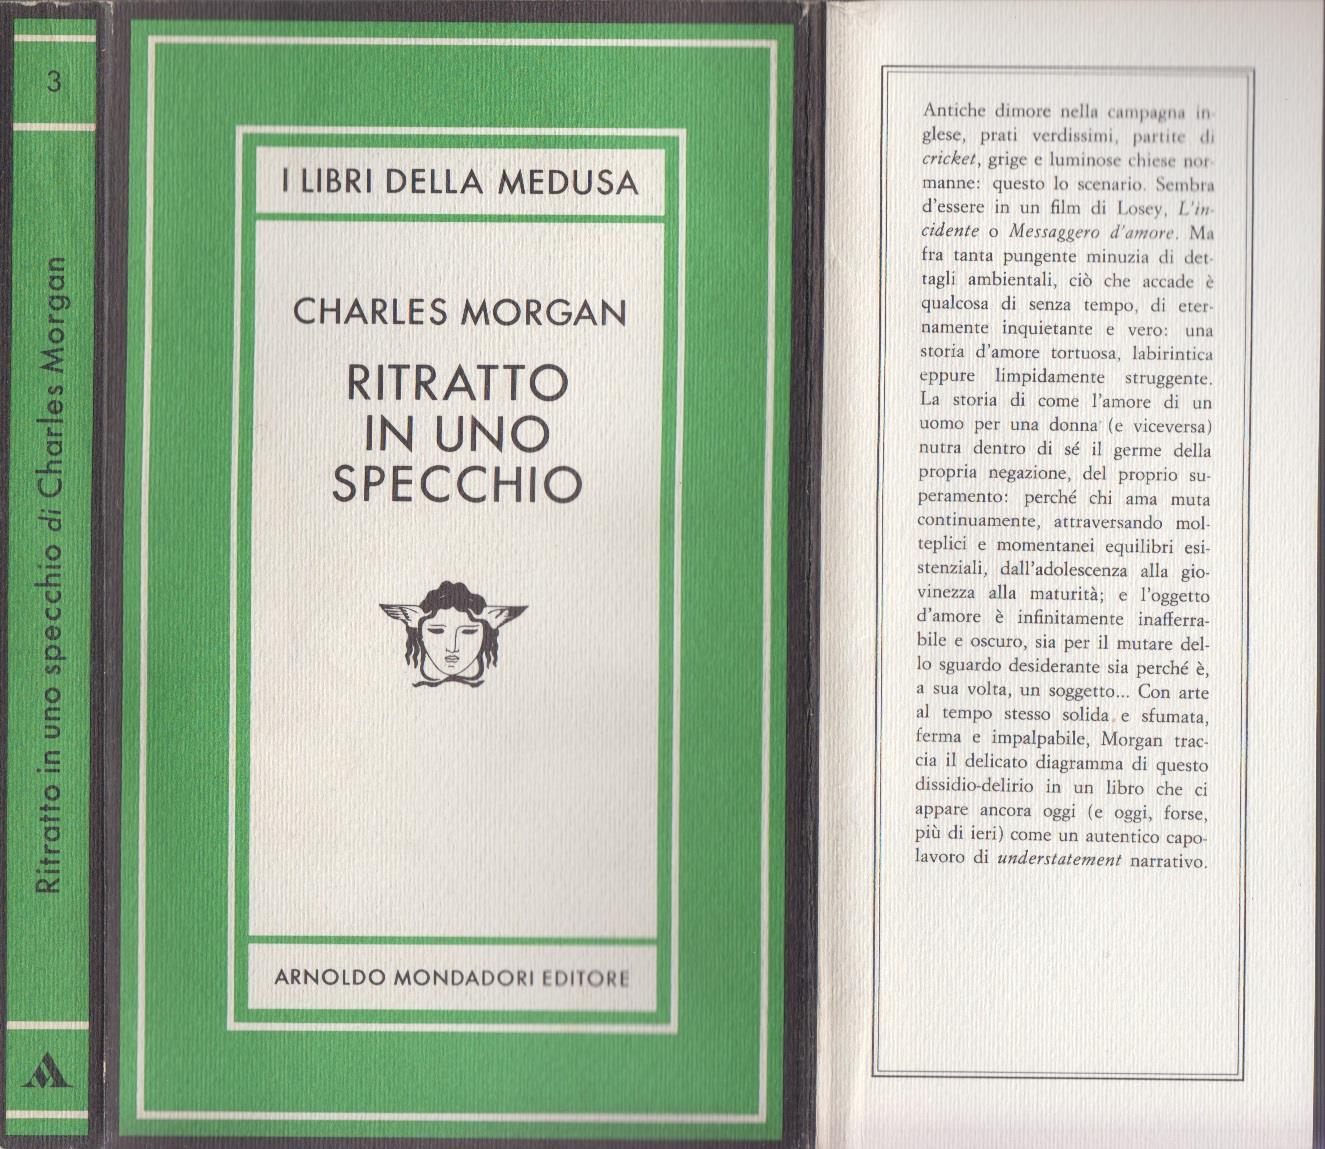 3
Ritratto in uno specchio di Charles Morgan
I LIBRI DELLA MEDUSA
CHARLES MORGAN
RITRATTO
IN UNO
SPECCHIO
ARNOLDO MONDADORI EDITORE
Antiche dimore nella campagna in-
glese, prati verdissimi, partite di
cricket, grige e luminose chiese nor-
manne: questo lo scenario. Sembra
d'essere in un film di Losey, L'in-
cidente o Messaggero d'amore. Ma
fra tanta pungente minuzia di det-
tagli ambientali, ciò che accade è
qualcosa di senza tempo, di eter-
namente inquietante e vero: una
storia d'amore tortuosa, labirintica
eppure limpidamente struggente.
La storia di come l'amore di un
uomo per una donna (e viceversa)
nutra dentro di sé il germe della
propria negazione, del proprio su-
peramento: perché chi ama muta
continuamente, attraversando mol-
teplici e momentanei equilibri esi-
stenziali, dall'adolescenza alla gio-
vinezza alla maturità; e l'oggetto
d'amore è infinitamente inafferra-
bile e oscuro, sia per il mutare del-
lo sguardo desiderante sia perché è,
a sua volta, un soggetto... Con arte
al tempo stesso solida e sfumata,
ferma e impalpabile, Morgan trac-
cia il delicato diagramma di questo
dissidio-delirio in un libro che ci
appare ancora oggi (e oggi, forse,
più di ieri) come un autentico capo-
lavoro di understatement narrativo.